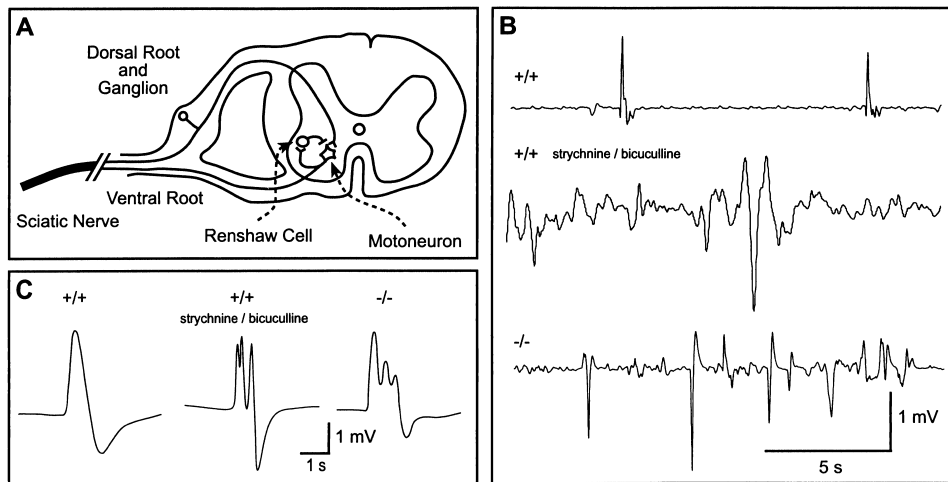 A
Dorsal Root
and
Ganglion
Ventral Root
Sciatic Nerve
Renshaw Cell
Motoneuron
B
+/+
+/+ strychnine / bicuculline
-/-
1 mV
5 s
C
+/+
+/+
strychnine / bicuculline
-/-
1 mV
1 s